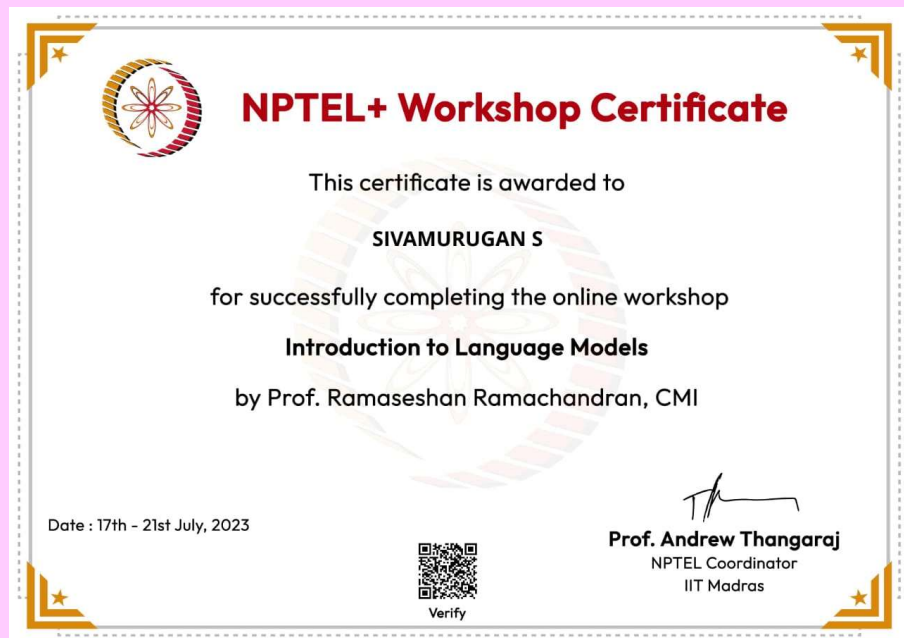 NPTEL+ Workshop Certificate
This certificate is awarded to
SIVAMURUGAN S
for successfully completing the online workshop
Introduction to Language Models
by Prof. Ramaseshan Ramachandran, CMI
Date : 17th - 21st July, 2023
Prof. Andrew Thangaraj
NPTEL Coordinator
IIT Madras
Verify